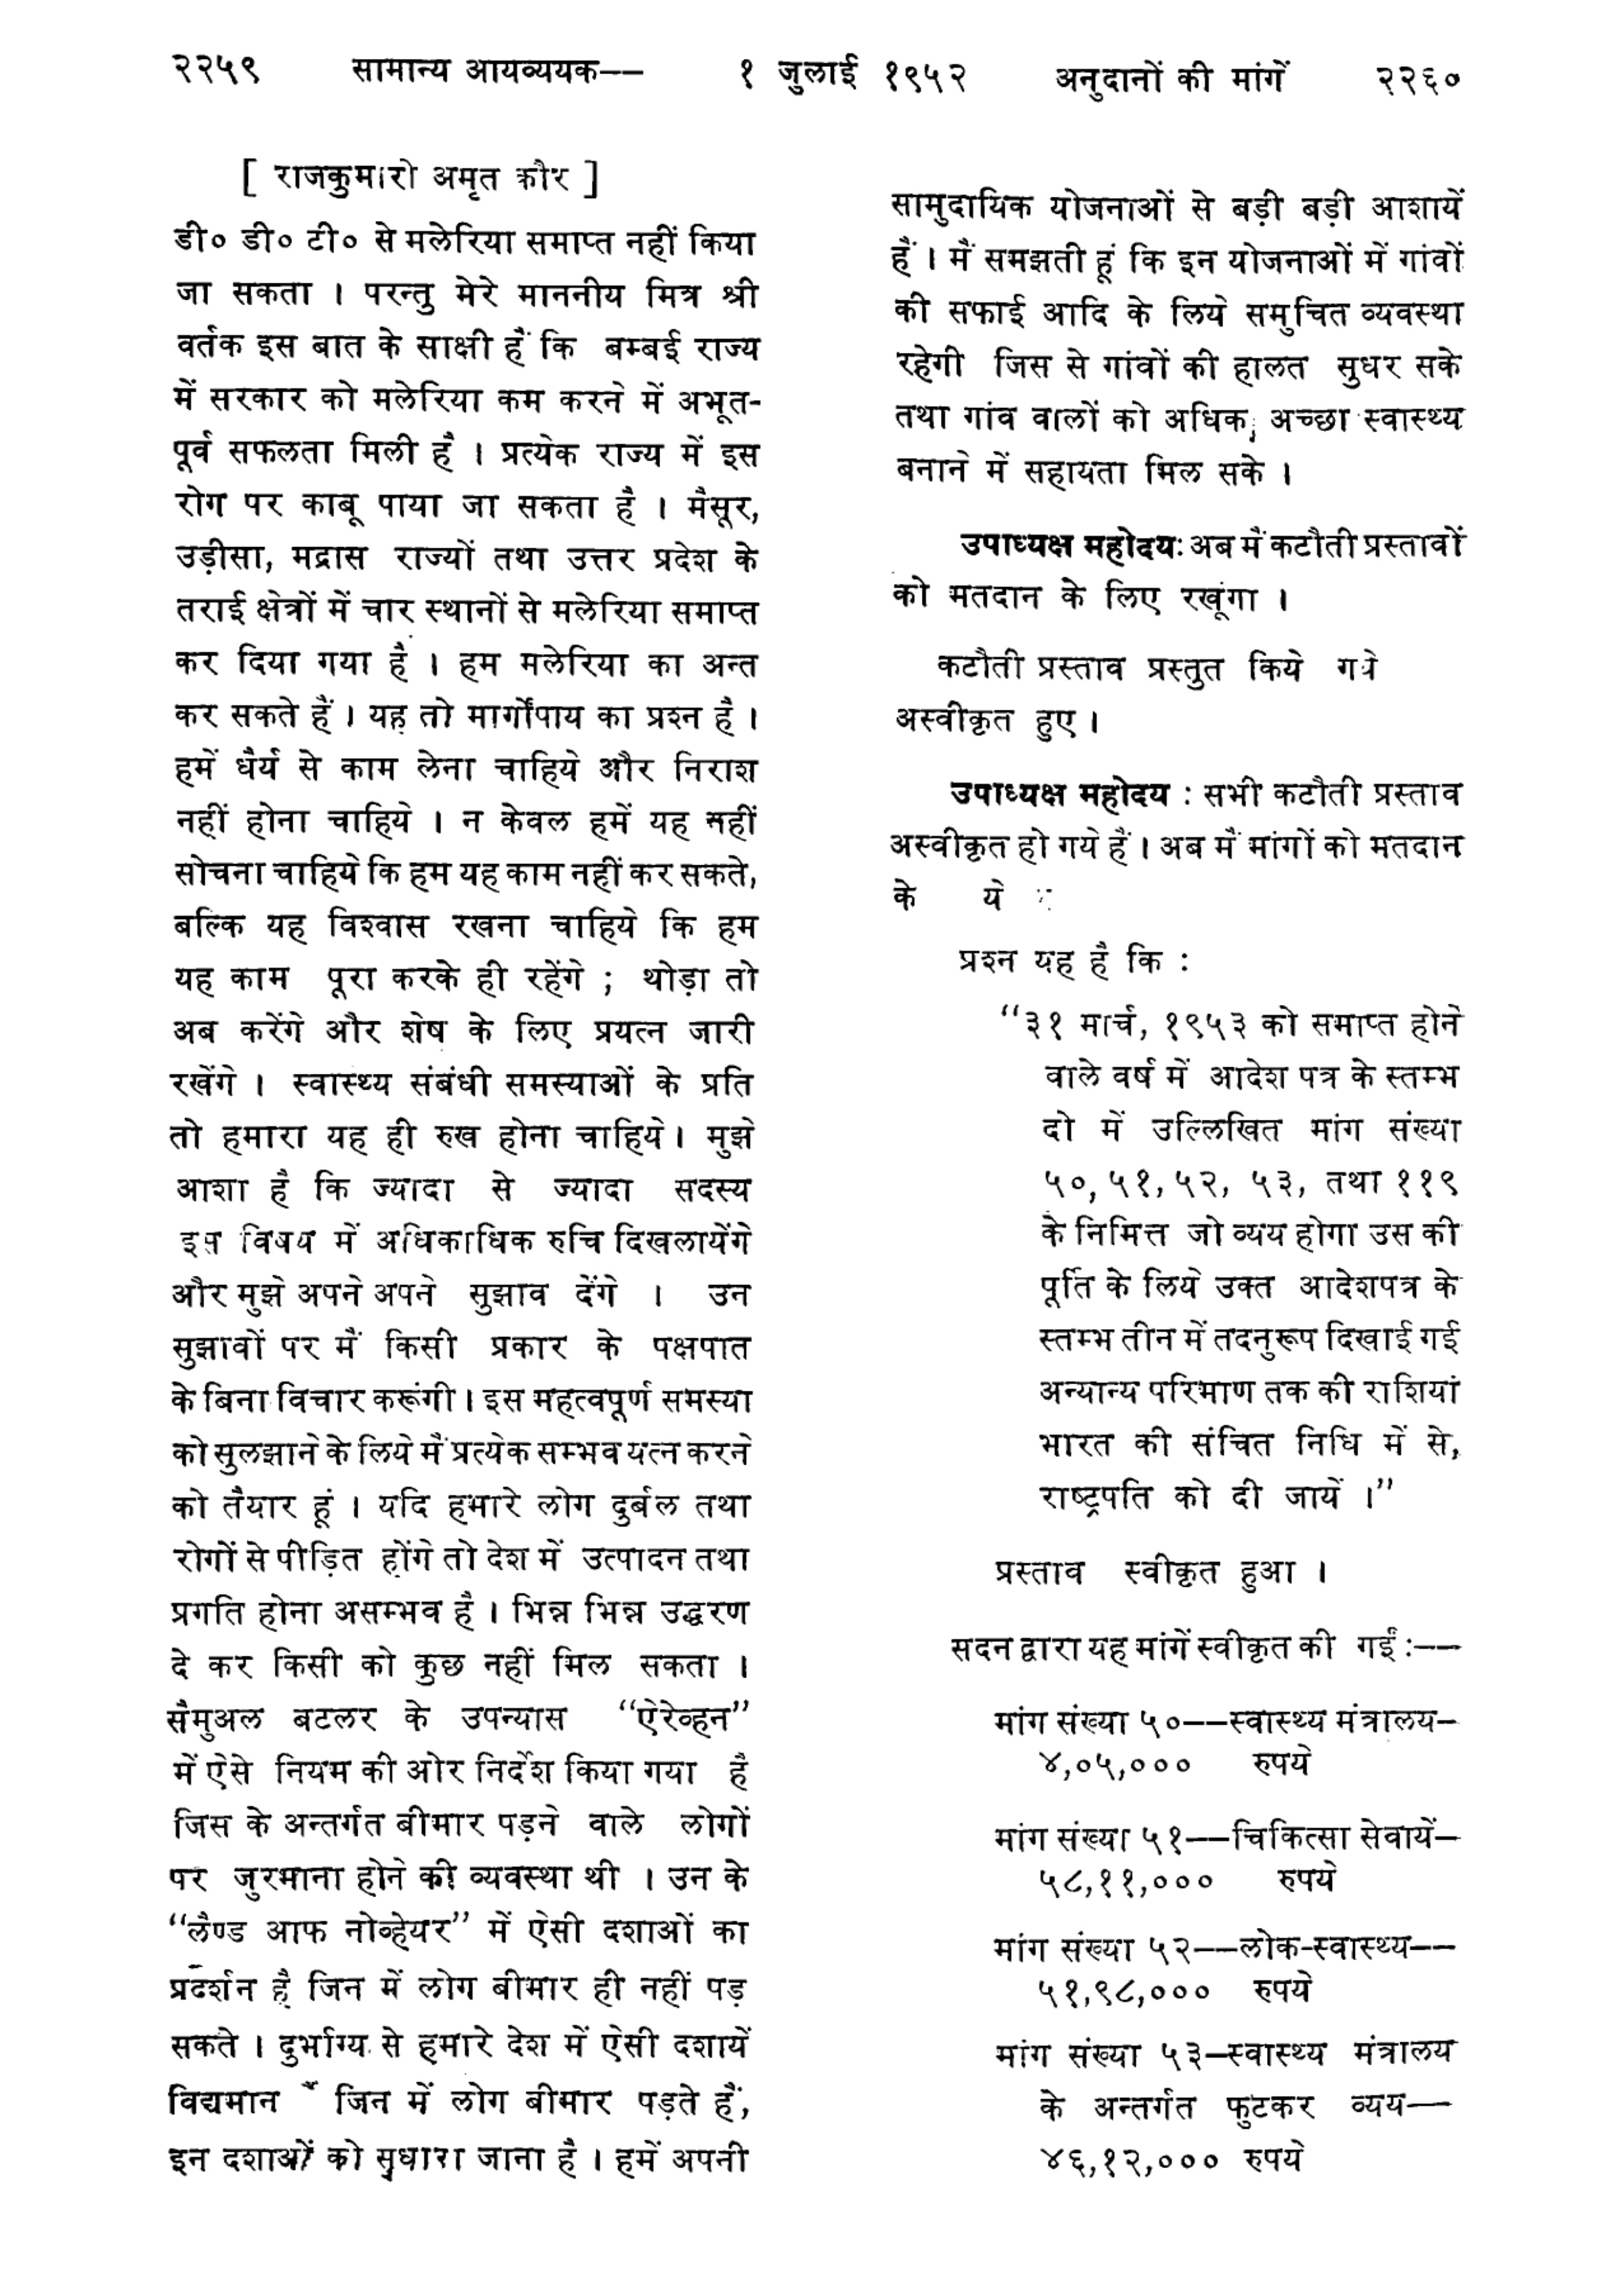 २२५९ सामान्य आयव्ययक-- १ जुलाई १९५२ अनुदानों की मांगें २२६०
[ राजकुमारी अमृत कौर ]
डी० डी० टी० से मलेरिया समाप्त नहीं किया
जा सकता । परन्तु मेरे माननीय मित्र श्री
वर्तक इस बात के साक्षी हैं कि बम्बई राज्य
में सरकार को मलेरिया कम करने में अभूत-
पूर्व सफलता मिली है । प्रत्येक राज्य में इस
रोग पर काबू पाया जा सकता है । मैसूर,
उड़ीसा, मद्रास राज्यों तथा उत्तर प्रदेश के
तराई क्षेत्रों में चार स्थानों से मलेरिया समाप्त
कर दिया गया है । हम मलेरिया का अन्त
कर सकते हैं । यह तो मार्गोपाय का प्रश्न है ।
हमें धैर्य से काम लेना चाहिये और निराश
नहीं होना चाहिये । न केवल हमें यह नहीं
सोचना चाहिये कि हम यह काम नहीं कर सकते,
बल्कि यह विश्वास रखना चाहिये कि हम
यह काम पूरा करके ही रहेंगे ; थोड़ा तो
अब करेंगे और शेष के लिए प्रयत्न जारी
रखेंगे । स्वास्थ्य संबंधी समस्याओं के प्रति
तो हमारा यह ही रुख होना चाहिये । मुझे
आशा है कि ज्यादा से ज्यादा सदस्य
इस विषय में अधिकाधिक रुचि दिखलायेंगे
और मुझे अपने अपने सुझाव देंगे । उन
सुझावों पर मैं किसी प्रकार के पक्षपात
के बिना विचार करूंगी । इस महत्वपूर्ण समस्या
को सुलझाने के लिये मैं प्रत्येक सम्भव यत्न करने
को तैयार हूं । यदि हमारे लोग दुर्बल तथा
रोगों से पीड़ित होंगे तो देश में उत्पादन तथा
प्रगति होना असम्भव है । भिन्न भिन्न उद्धरण
दे कर किसी को कुछ नहीं मिल सकता ।
सैमुअल बटलर के उपन्यास “ऐरेव्हन”
में ऐसे नियम की ओर निर्देश किया गया है
जिस के अन्तर्गत बीमार पड़ने वाले लोगों
पर जुरमाना होने की व्यवस्था थी । उन के
“लैण्ड आफ नोव्हेयर” में ऐसी दशाओं का
प्रदर्शन है जिन में लोग बीमार ही नहीं पड़
सकते । दुर्भाग्य से हमारे देश में ऐसी दशायें
विद्यमान जिन में लोग बीमार पड़ते हैं,
इन दशाओं को सुधारा जाना है । हमें अपनी
सामुदायिक योजनाओं से बड़ी बड़ी आशायें
हैं । मैं समझती हूं कि इन योजनाओं में गांवों
की सफाई आदि के लिये समुचित व्यवस्था
रहेगी जिस से गांवों की हालत सुधर सके
तथा गांव वालों को अधिक, अच्छा स्वास्थ्य
बनाने में सहायता मिल सके ।
उपाध्यक्ष महोदय: अब मैं कटौती प्रस्तावों
को मतदान के लिए रखूंगा ।
कटौती प्रस्ताव प्रस्तुत किये गये
अस्वीकृत हुए ।
उपाध्यक्ष महोदय : सभी कटौती प्रस्ताव
अस्वीकृत हो गये हैं । अब मैं मांगों को मतदान
के ये
प्रश्न यह है कि :
“३१ मार्च, १९५३ को समाप्त होने
वाले वर्ष में आदेश पत्र के स्तम्भ
दो में उल्लिखित मांग संख्या
५०, ५१, ५२, ५३, तथा ११९
के निमित्त जो व्यय होगा उस की
पूर्ति के लिये उक्त आदेशपत्र के
स्तम्भ तीन में तदनुरूप दिखाई गई
अन्यान्य परिमाण तक की राशियां
भारत की संचित निधि में से,
राष्ट्रपति को दी जायें ।”
प्रस्ताव स्वीकृत हुआ ।
सदन द्वारा यह मांगें स्वीकृत की गईं :--
मांग संख्या ५०--स्वास्थ्य मंत्रालय-
४,०५,००० रुपये
मांग संख्या ५१--चिकित्सा सेवायें-
५८,११,००० रुपये
मांग संख्या ५२--लोक-स्वास्थ्य--
५१,९८,००० रुपये
मांग संख्या ५३-स्वास्थ्य मंत्रालय
के अन्तर्गत फुटकर व्यय--
४६,१२,००० रुपये